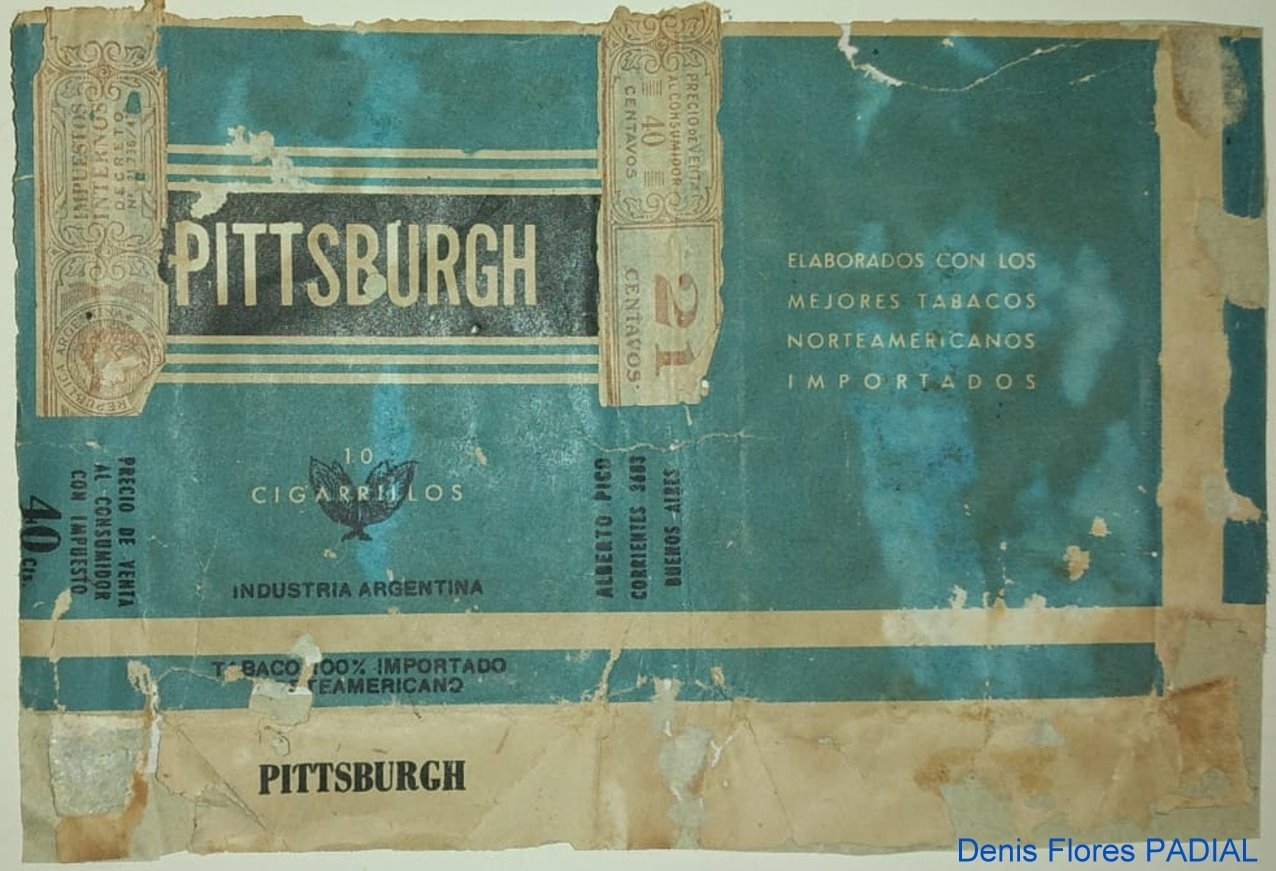 IMPUESTOS
INTERNOS
DECRETO
REPUBLICA ARGENTINA
PRECIO DE VENTA
AL CONSUMIDOR
40
CENTAVOS
21
CENTAVOS
PITTSBURGH
10
CIGARRILLOS
INDUSTRIA ARGENTINA
PRECIO DE VENTA
AL CONSUMIDOR
CON IMPUESTO
40 Cts.
ALBERTO PICO
CORRIENTES
BUENOS AIRES
ELABORADOS CON LOS
MEJORES TABACOS
NORTEAMERICANOS
IMPORTADOS
TABACO 100% IMPORTADO
TEAMERICANO
PITTSBURGH
Denis Flores PADIAL